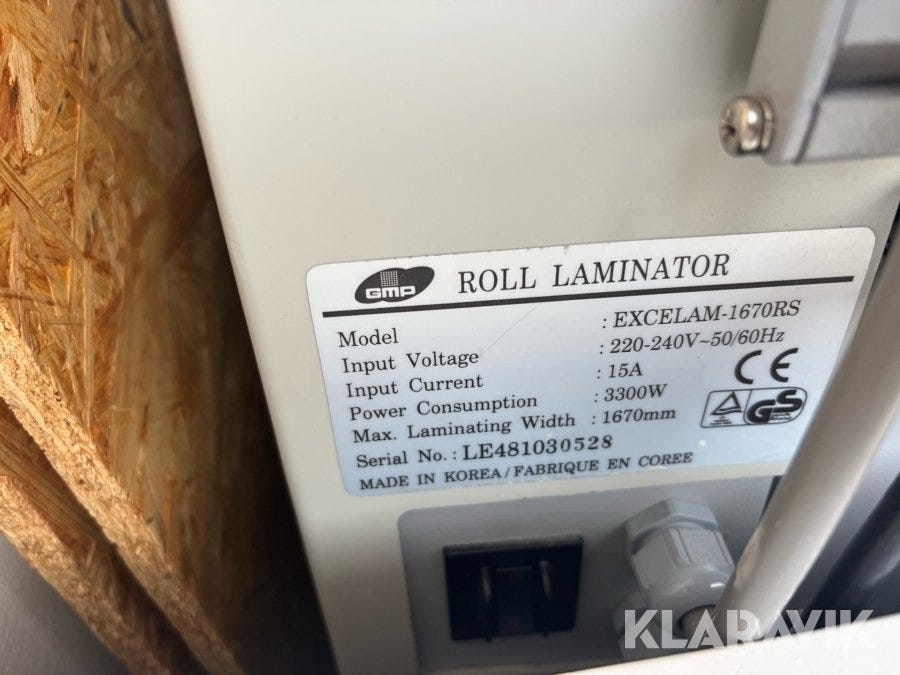 GMP ROLL LAMINATOR
Model : EXCELAM-1670RS
Input Voltage : 220-240V~50/60Hz
Input Current : 15A
Power Consumption : 3300W
Max. Laminating Width : 1670mm
Serial No. : LE481030528
MADE IN KOREA/FABRIQUE EN COREE
CE
GS
KLARAVIK